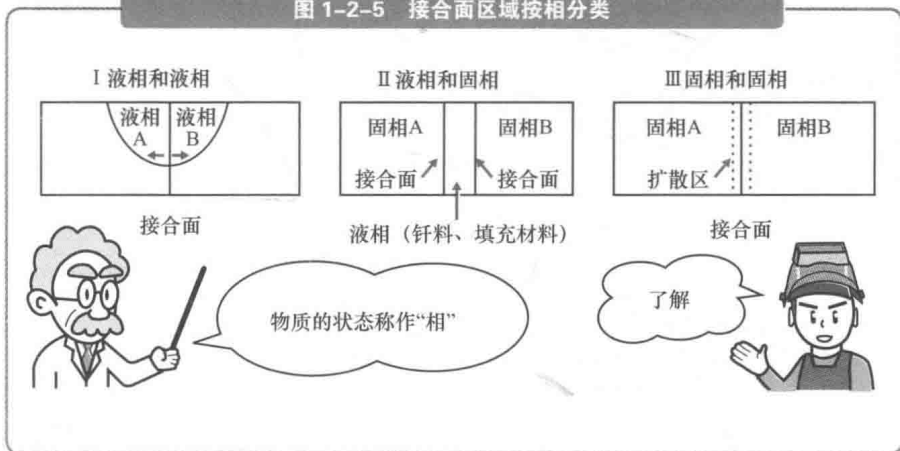 图 1-2-5 接合面区域按相分类
Ⅰ液相和液相
液相 液相
A B
接合面
Ⅱ液相和固相
固相A 固相B
接合面 接合面
液相（钎料、填充材料）
Ⅲ固相和固相
固相A 固相B
扩散区
接合面
物质的状态称作“相”
了解